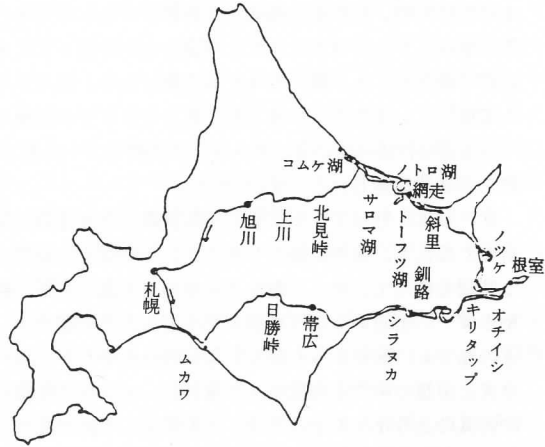 コムケ湖
ノトロ湖
網走
サロマ湖
トーフツ湖
斜里
北見峠
上川
旭川
札幌
ノツケ
根室
オチイシ
キリタップ
釧路
シラヌカ
帯広
日勝峠
ムカワ